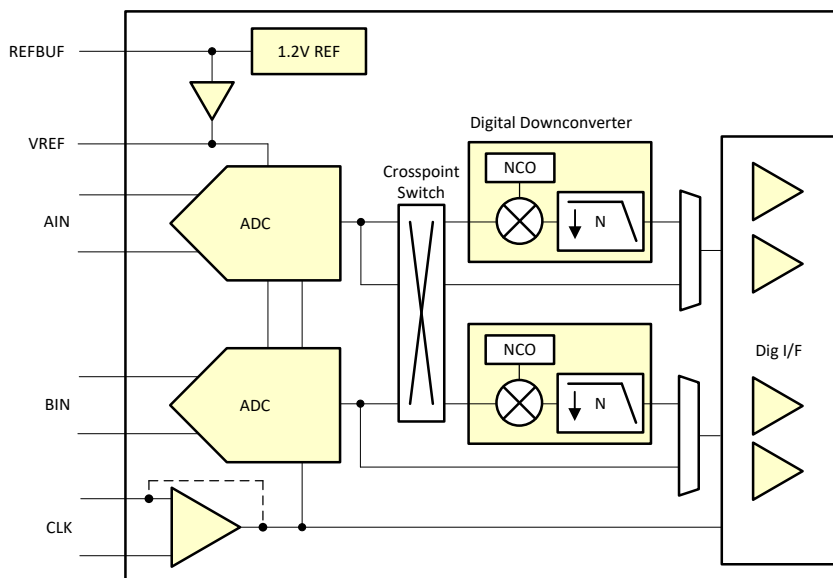 REFBUF
1.2V REF
VREF
Digital Downconverter
Crosspoint
Switch
NCO
AIN
ADC
N
NCO
Dig I/F
BIN
ADC
N
CLK